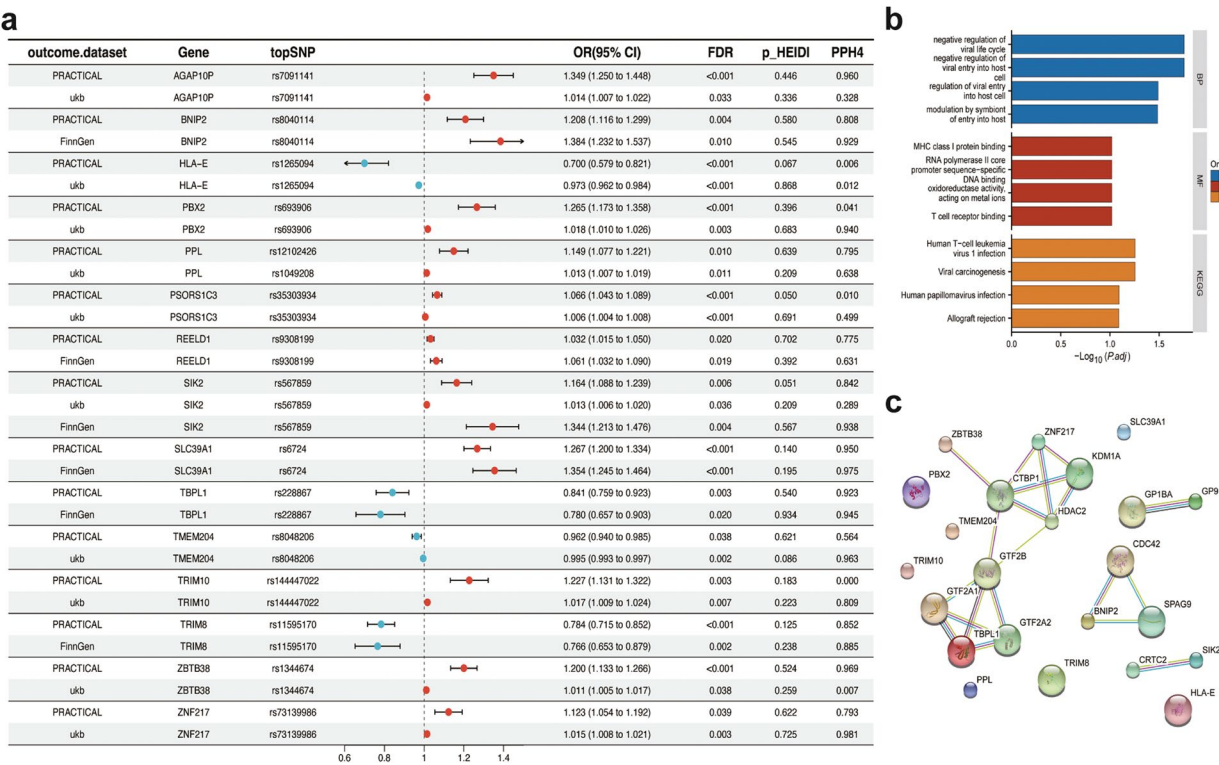 a
outcome.dataset Gene topSNP OR(95% CI) FDR p_HEIDI PPH4
PRACTICAL AGAP10P rs7091141 1.349 (1.250 to 1.448) <0.001 0.446 0.960
ukb AGAP10P rs7091141 1.014 (1.007 to 1.022) 0.033 0.336 0.328
PRACTICAL BNIP2 rs8040114 1.208 (1.116 to 1.299) 0.004 0.580 0.808
FinnGen BNIP2 rs8040114 1.384 (1.232 to 1.537) 0.010 0.545 0.929
PRACTICAL HLA−E rs1265094 0.700 (0.579 to 0.821) <0.001 0.067 0.006
ukb HLA−E rs1265094 0.973 (0.962 to 0.984) <0.001 0.868 0.012
PRACTICAL PBX2 rs693906 1.265 (1.173 to 1.358) <0.001 0.396 0.041
ukb PBX2 rs693906 1.018 (1.010 to 1.026) 0.003 0.683 0.940
PRACTICAL PPL rs12102426 1.149 (1.077 to 1.221) 0.010 0.639 0.795
ukb PPL rs1049208 1.013 (1.007 to 1.019) 0.011 0.209 0.638
PRACTICAL PSORS1C3 rs35303934 1.066 (1.043 to 1.089) <0.001 0.050 0.010
ukb PSORS1C3 rs35303934 1.006 (1.004 to 1.008) <0.001 0.691 0.499
PRACTICAL REELD1 rs9308199 1.032 (1.015 to 1.050) 0.020 0.702 0.775
FinnGen REELD1 rs9308199 1.061 (1.032 to 1.090) 0.019 0.392 0.631
PRACTICAL SIK2 rs567859 1.164 (1.088 to 1.239) 0.006 0.051 0.842
ukb SIK2 rs567859 1.013 (1.006 to 1.020) 0.036 0.209 0.289
FinnGen SIK2 rs567859 1.344 (1.213 to 1.476) 0.004 0.567 0.938
PRACTICAL SLC39A1 rs6724 1.267 (1.200 to 1.334) <0.001 0.140 0.950
FinnGen SLC39A1 rs6724 1.354 (1.245 to 1.464) <0.001 0.195 0.975
PRACTICAL TBPL1 rs228867 0.841 (0.759 to 0.923) 0.003 0.540 0.923
FinnGen TBPL1 rs228867 0.780 (0.657 to 0.903) 0.020 0.934 0.945
PRACTICAL TMEM204 rs8048206 0.962 (0.940 to 0.985) 0.038 0.621 0.564
ukb TMEM204 rs8048206 0.995 (0.993 to 0.997) 0.002 0.086 0.963
PRACTICAL TRIM10 rs144447022 1.227 (1.131 to 1.322) 0.003 0.183 0.000
ukb TRIM10 rs144447022 1.017 (1.009 to 1.024) 0.007 0.223 0.809
PRACTICAL TRIM8 rs11595170 0.784 (0.715 to 0.852) <0.001 0.125 0.852
FinnGen TRIM8 rs11595170 0.766 (0.653 to 0.879) 0.002 0.238 0.885
PRACTICAL ZBTB38 rs1344674 1.200 (1.133 to 1.266) <0.001 0.524 0.969
ukb ZBTB38 rs1344674 1.011 (1.005 to 1.017) 0.038 0.259 0.007
PRACTICAL ZNF217 rs73139986 1.123 (1.054 to 1.192) 0.039 0.622 0.793
ukb ZNF217 rs73139986 1.015 (1.008 to 1.021) 0.003 0.725 0.981
0.6 0.8 1 1.2 1.4
b
negative regulation of
viral life cycle
negative regulation of
viral entry into host
cell
regulation of viral entry
into host cell
modulation by symbiont
of entry into host
BP
MHC class I protein binding
RNA polymerase II core
promoter sequence−specific
DNA binding
oxidoreductase activity,
acting on metal ions
T cell receptor binding
MF
Human T−cell leukemia
virus 1 infection
Viral carcinogenesis
Human papillomavirus infection
Allograft rejection
KEGG
0.0 0.5 1.0 1.5
−Log10 (P.adj)
c
ZBTB38
ZNF217
SLC39A1
KDM1A
PBX2
CTBP1
GP1BA
GP9
HDAC2
TMEM204
CDC42
GTF2B
TRIM10
GTF2A1
BNIP2
SPAG9
TBPL1
GTF2A2
CRTC2
SIK2
TRIM8
PPL
HLA-E